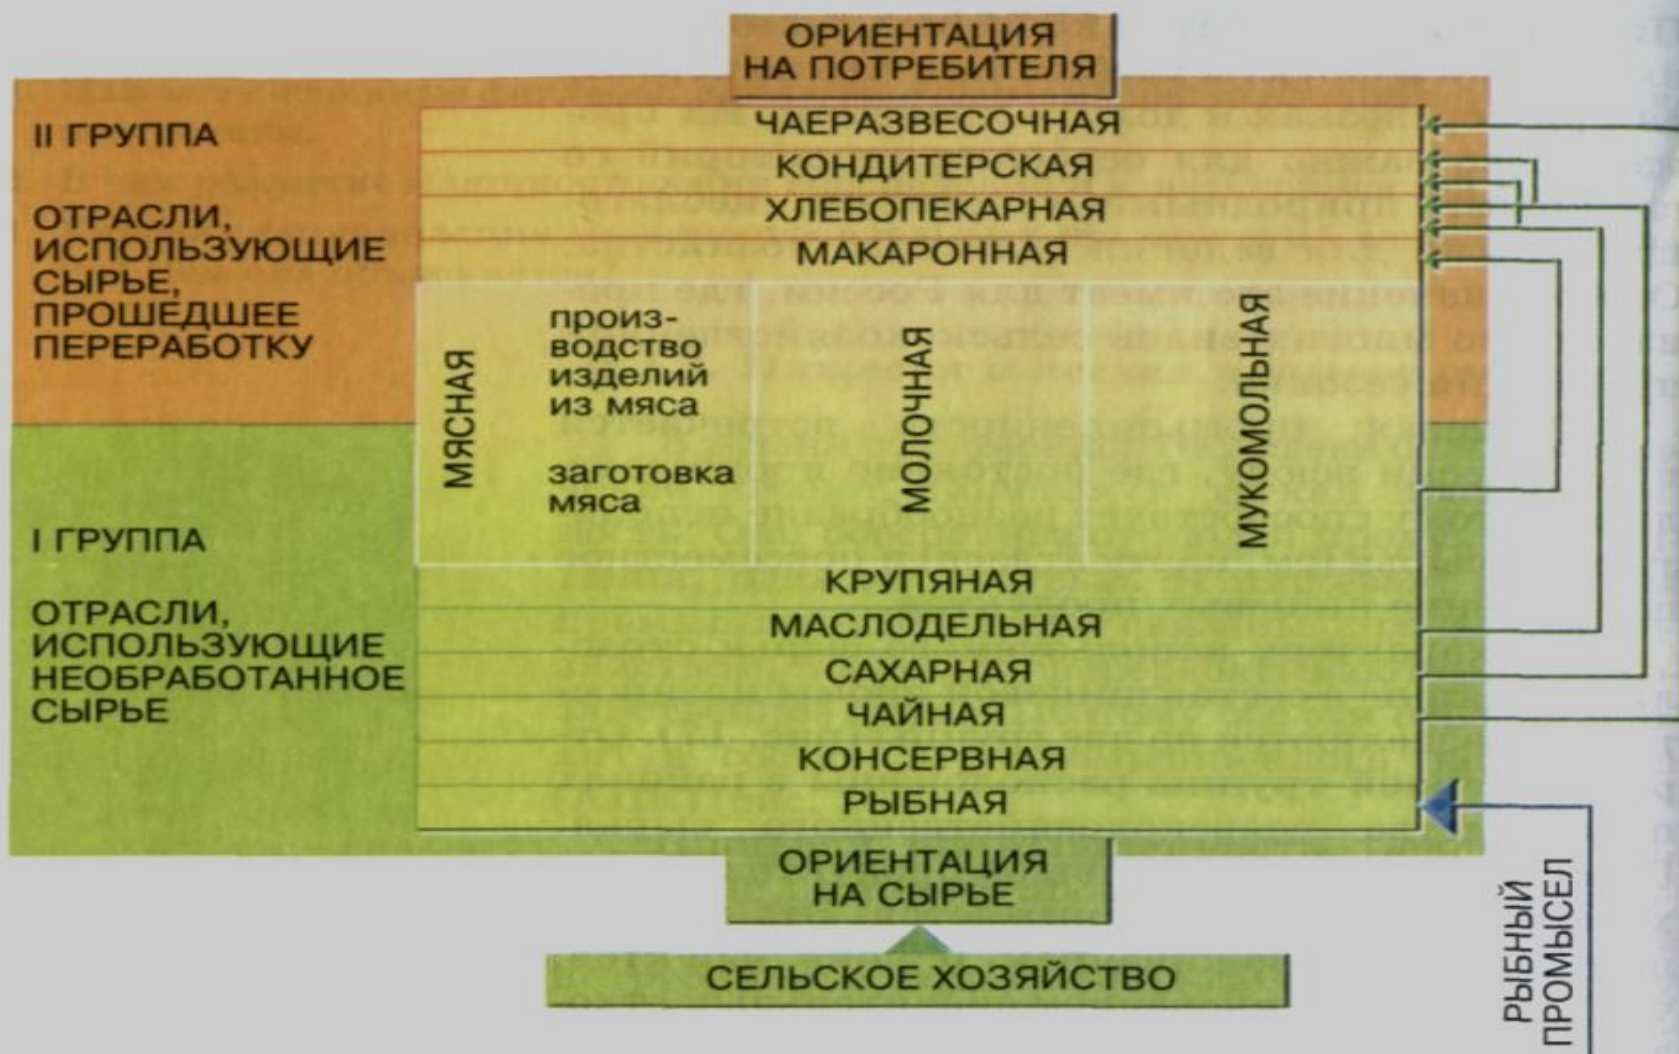 ОРИЕНТАЦИЯ
НА ПОТРЕБИТЕЛЯ
II ГРУППА
ОТРАСЛИ,
ИСПОЛЬЗУЮЩИЕ
СЫРЬЕ,
ПРОШЕДШЕЕ
ПЕРЕРАБОТКУ
ЧАЕРАЗВЕСОЧНАЯ
КОНДИТЕРСКАЯ
ХЛЕБОПЕКАРНАЯ
МАКАРОННАЯ
МЯСНАЯ
произ-
водство
изделий
из мяса
заготовка
мяса
МОЛОЧНАЯ
МУКОМОЛЬНАЯ
I ГРУППА
ОТРАСЛИ,
ИСПОЛЬЗУЮЩИЕ
НЕОБРАБОТАННОЕ
СЫРЬЕ
КРУПЯНАЯ
МАСЛОДЕЛЬНАЯ
САХАРНАЯ
ЧАЙНАЯ
КОНСЕРВНАЯ
РЫБНАЯ
ОРИЕНТАЦИЯ
НА СЫРЬЕ
СЕЛЬСКОЕ ХОЗЯЙСТВО
РЫБНЫЙ
ПРОМЫСЕЛ